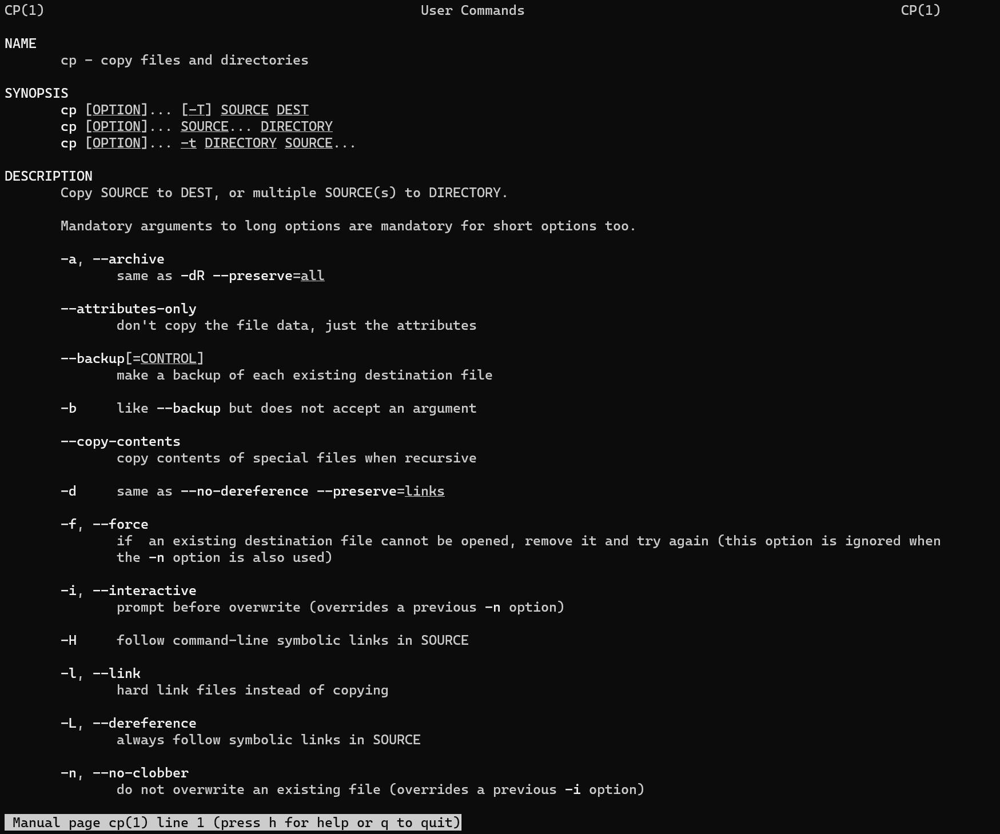 CP(1)                                               User Commands                                               CP(1)
NAME
       cp - copy files and directories
SYNOPSIS
       cp [OPTION]... [-T] SOURCE DEST
       cp [OPTION]... SOURCE... DIRECTORY
       cp [OPTION]... -t DIRECTORY SOURCE...
DESCRIPTION
       Copy SOURCE to DEST, or multiple SOURCE(s) to DIRECTORY.
       Mandatory arguments to long options are mandatory for short options too.
       -a, --archive
              same as -dR --preserve=all
       --attributes-only
              don't copy the file data, just the attributes
       --backup[=CONTROL]
              make a backup of each existing destination file
       -b     like --backup but does not accept an argument
       --copy-contents
              copy contents of special files when recursive
       -d     same as --no-dereference --preserve=links
       -f, --force
              if  an existing destination file cannot be opened, remove it and try again (this option is ignored when
              the -n option is also used)
       -i, --interactive
              prompt before overwrite (overrides a previous -n option)
       -H     follow command-line symbolic links in SOURCE
       -l, --link
              hard link files instead of copying
       -L, --dereference
              always follow symbolic links in SOURCE
       -n, --no-clobber
              do not overwrite an existing file (overrides a previous -i option)
 Manual page cp(1) line 1 (press h for help or q to quit)